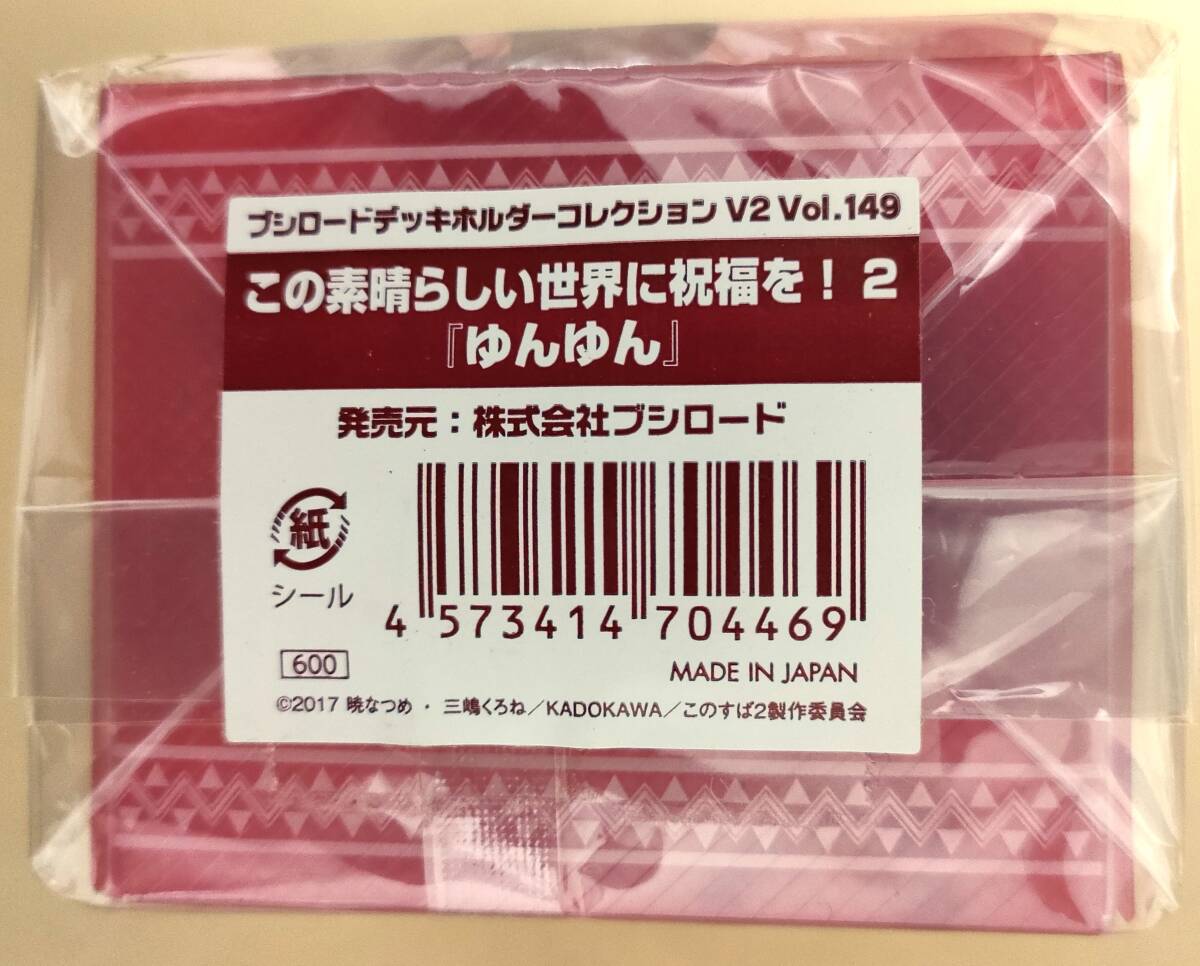 ブシロードデッキホルダーコレクション V2 Vol.149
この素晴らしい世界に祝福を！2
『ゆんゆん』
発売元：株式会社ブシロード
紙
シール
4 573414 704469
600
MADE IN JAPAN
©2017 暁なつめ・三嶋くろね／KADOKAWA／このすば2製作委員会